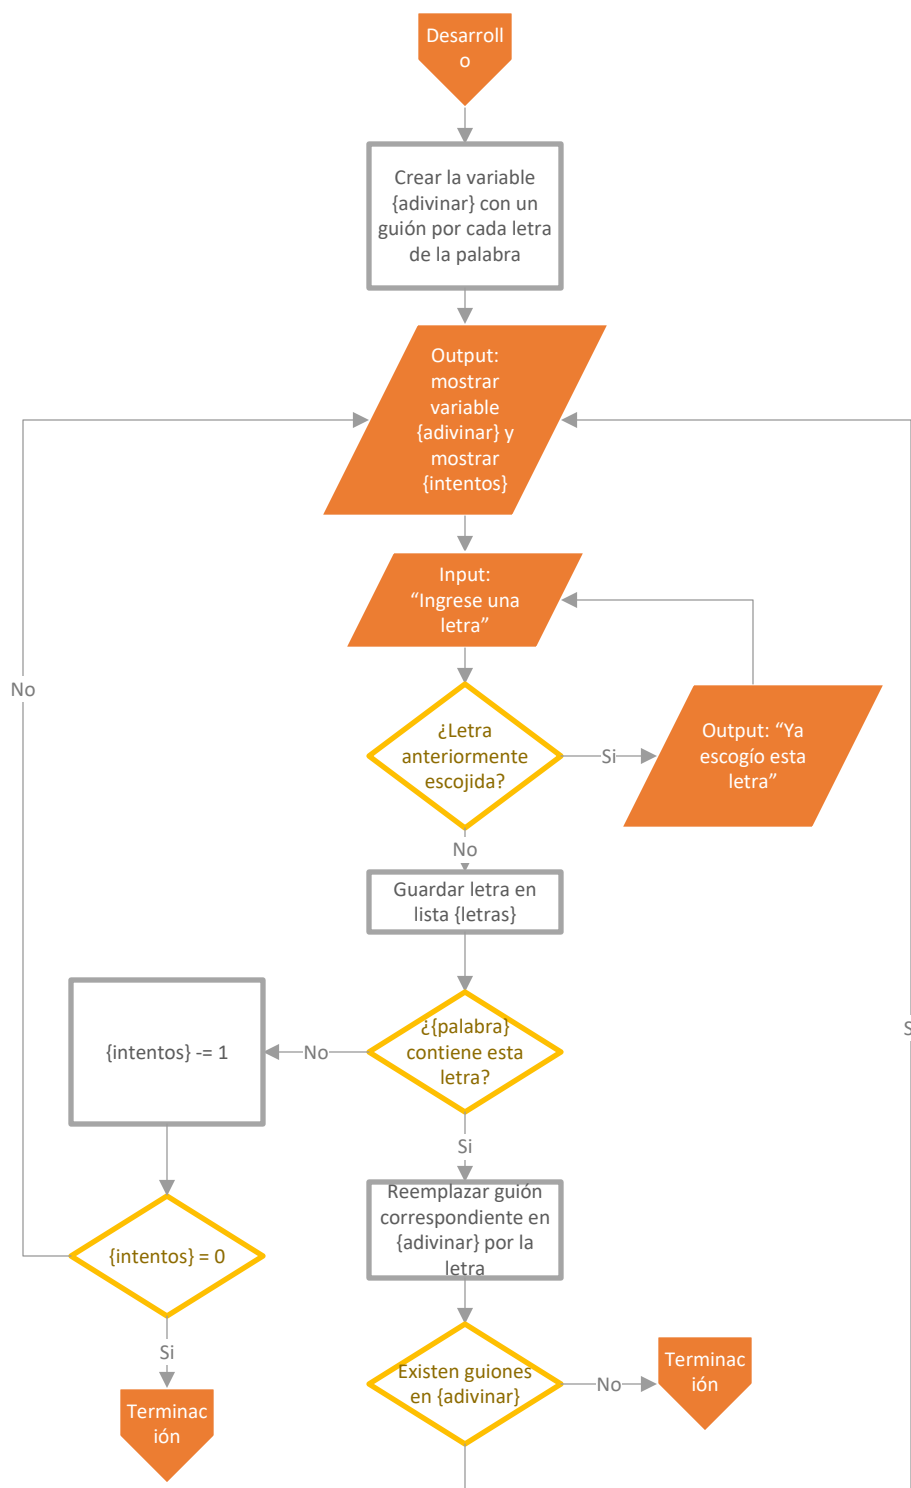 Desarroll
o
Crear la variable
{adivinar} con un
guión por cada letra
de la palabra
Output:
mostrar
variable
{adivinar} y
mostrar
{intentos}
Input:
“Ingrese una
letra”
No
¿Letra
anteriormente
escojida?
Si
Output: “Ya
escogío esta
letra”
No
Guardar letra en
lista {letras}
{intentos} -= 1
No
¿{palabra}
contiene esta
letra?
S
Si
Reemplazar guión
correspondiente en
{adivinar} por la
letra
{intentos} = 0
Si
Terminac
ión
Existen guiones
en {adivinar}
No
Terminac
ión